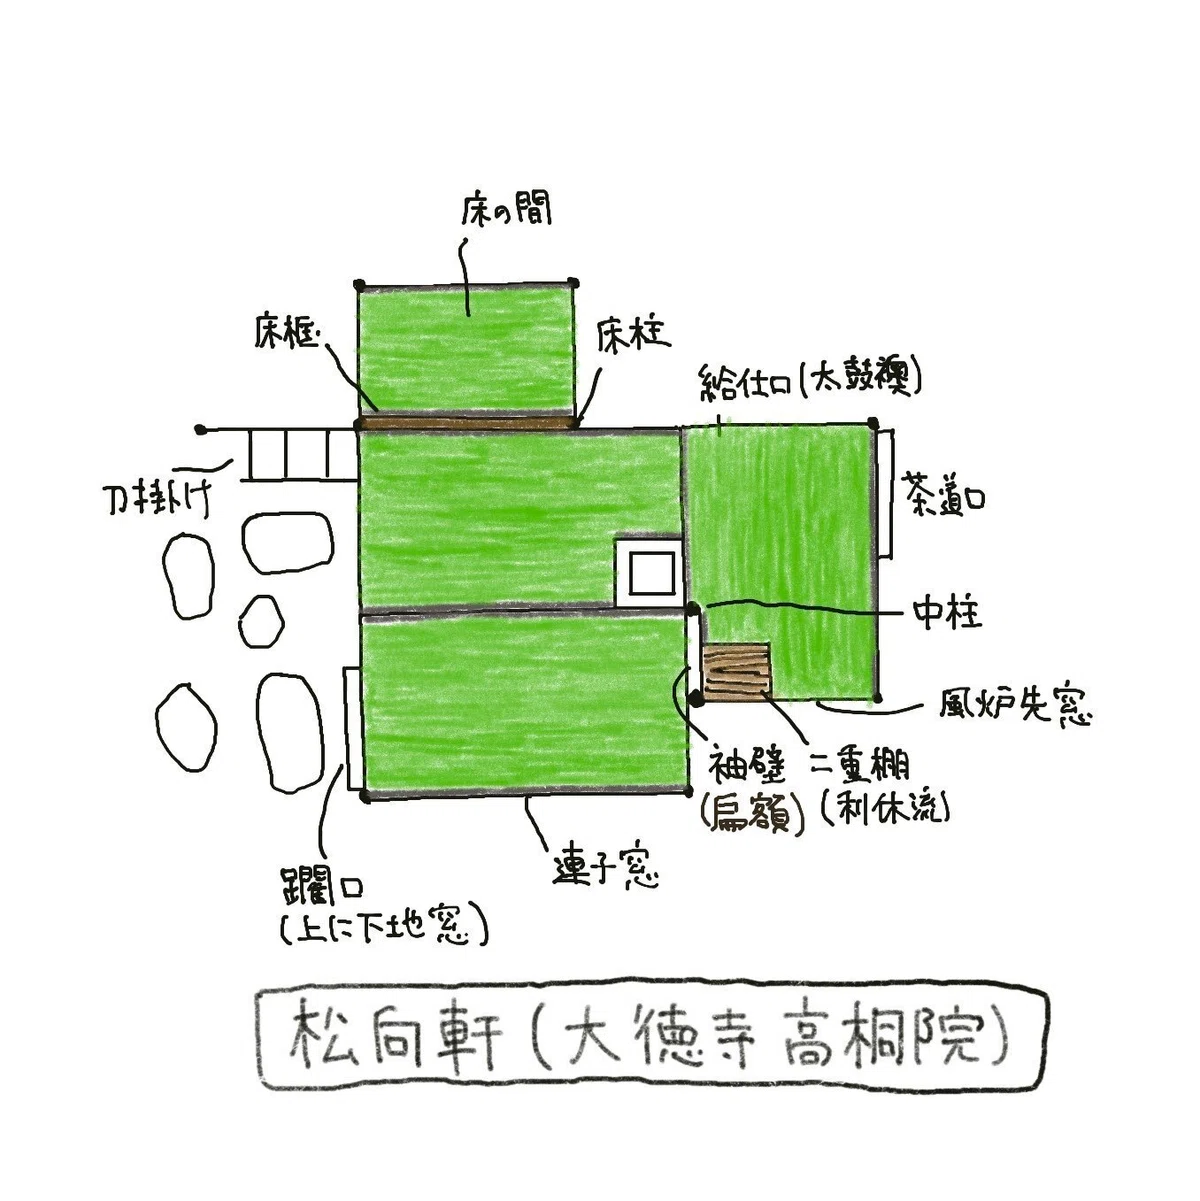 床の間
床框
床柱
給仕口(太鼓襖)
刀掛け
茶道口
中柱
風炉先窓
袖壁
(扁額)
二重棚
(利休流)
連子窓
躙口
(上に下地窓)
松向軒(大徳寺高桐院)